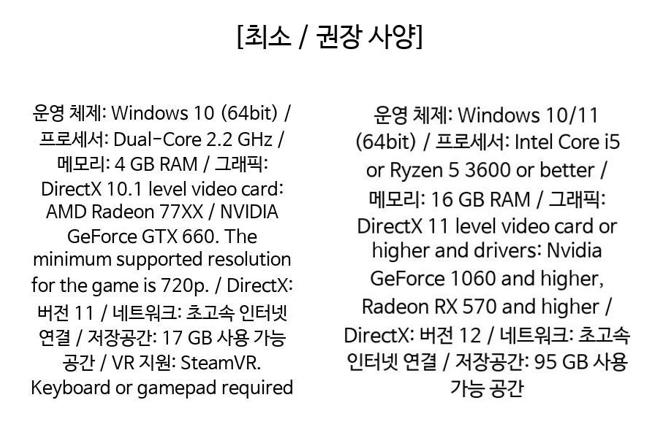 [최소 / 권장 사양]
운영 체제: Windows 10 (64bit) /
프로세서: Dual-Core 2.2 GHz /
메모리: 4 GB RAM / 그래픽:
DirectX 10.1 level video card:
AMD Radeon 77XX / NVIDIA
GeForce GTX 660. The
minimum supported resolution
for the game is 720p. / DirectX:
버전 11 / 네트워크: 초고속 인터넷
연결 / 저장공간: 17 GB 사용 가능
공간 / VR 지원: SteamVR.
Keyboard or gamepad required
운영 체제: Windows 10/11
(64bit) / 프로세서: Intel Core i5
or Ryzen 5 3600 or better /
메모리: 16 GB RAM / 그래픽:
DirectX 11 level video card or
higher and drivers: Nvidia
GeForce 1060 and higher,
Radeon RX 570 and higher /
DirectX: 버전 12 / 네트워크: 초고속
인터넷 연결 / 저장공간: 95 GB 사용
가능 공간